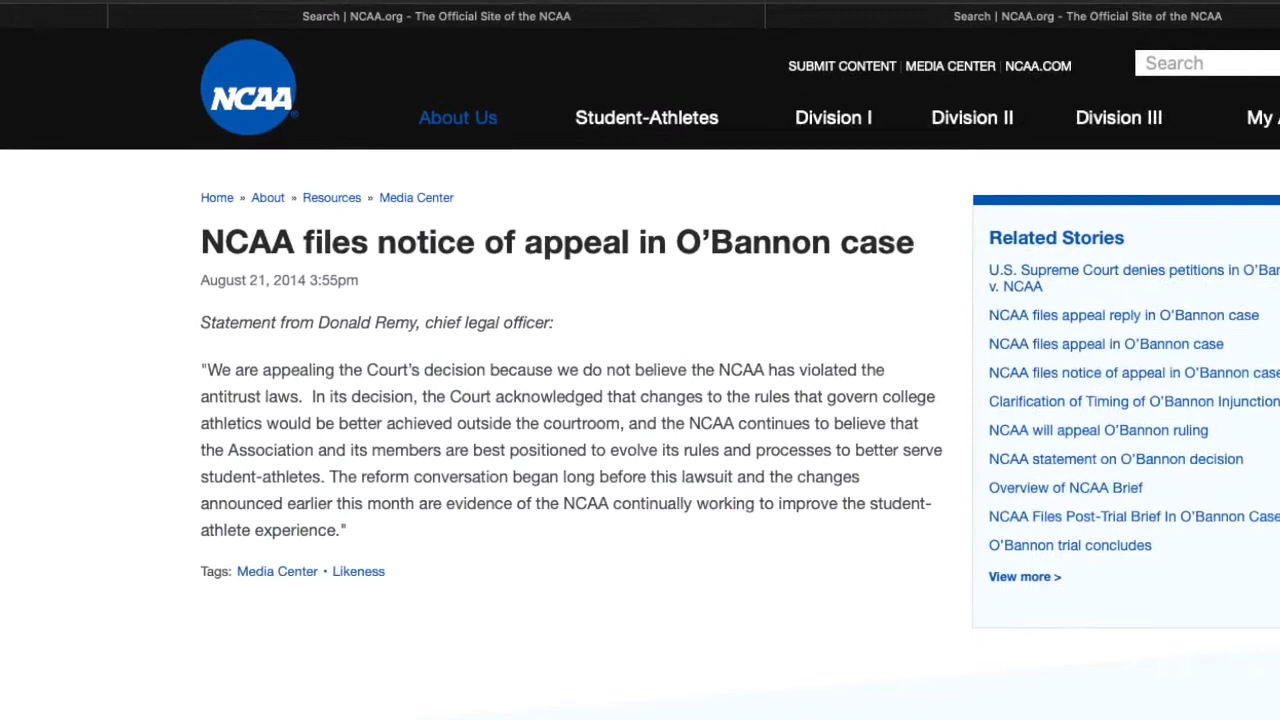 Search | NCAA.org - The Official Site of the NCAA
Search | NCAA.org - The Official Site of the NCAA
NCAA
SUBMIT CONTENT | MEDIA CENTER | NCAA.COM
Search
About Us
Student-Athletes
Division I
Division II
Division III
My
Home » About » Resources » Media Center
NCAA files notice of appeal in O’Bannon case
August 21, 2014 3:55pm
Statement from Donald Remy, chief legal officer:
"We are appealing the Court’s decision because we do not believe the NCAA has violated the
antitrust laws.  In its decision, the Court acknowledged that changes to the rules that govern college
athletics would be better achieved outside the courtroom, and the NCAA continues to believe that
the Association and its members are best positioned to evolve its rules and processes to better serve
student-athletes. The reform conversation began long before this lawsuit and the changes
announced earlier this month are evidence of the NCAA continually working to improve the student-
athlete experience."
Tags: Media Center • Likeness
Related Stories
U.S. Supreme Court denies petitions in O’Ban
v. NCAA
NCAA files appeal reply in O’Bannon case
NCAA files appeal in O’Bannon case
NCAA files notice of appeal in O’Bannon case
Clarification of Timing of O’Bannon Injunction
NCAA will appeal O’Bannon ruling
NCAA statement on O’Bannon decision
Overview of NCAA Brief
NCAA Files Post-Trial Brief In O’Bannon Case
O’Bannon trial concludes
View more >